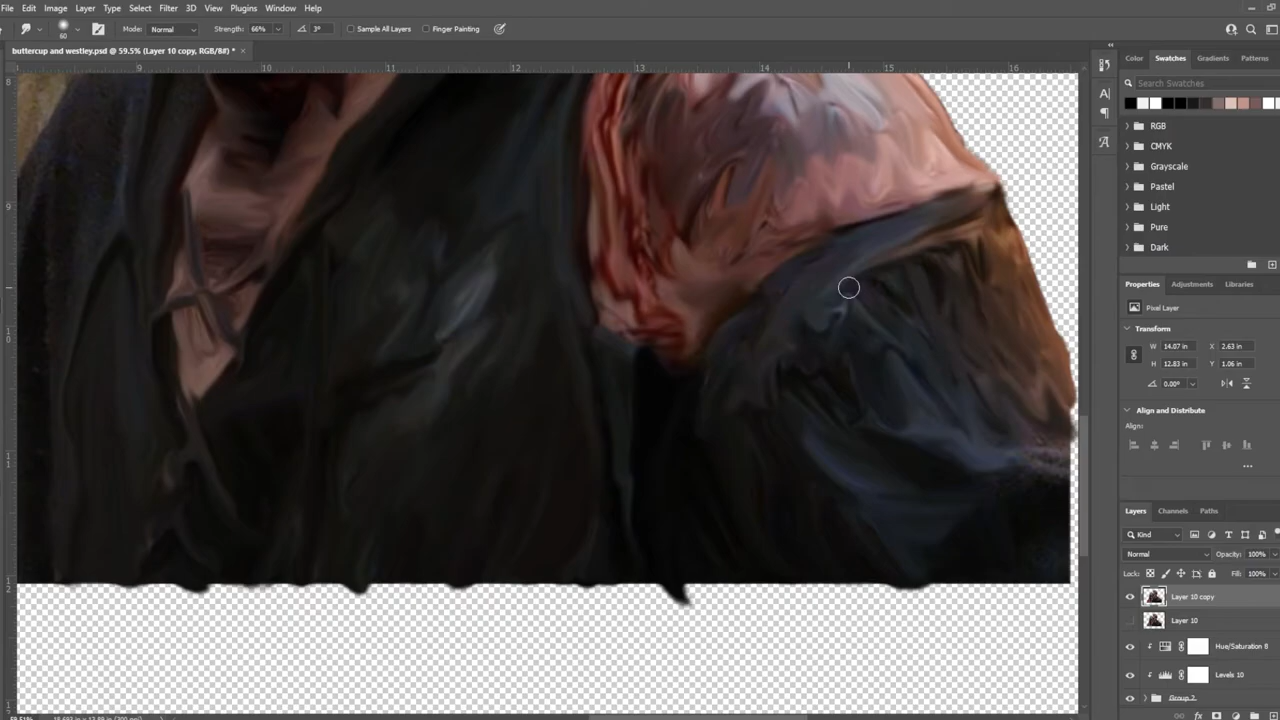 File Edit Image Layer Type Select Filter 3D View Plugins Window Help
60 Mode: Normal Strength: 66% 3° Sample All Layers Finger Painting
buttercup and westley.psd @ 59.5% (Layer 10 copy, RGB/8#) * ×
9 10 11 12 13 14 15 16
Color Swatches Gradients Patterns
Search Swatches
RGB
CMYK
Grayscale
Pastel
Light
Pure
Dark
Properties Adjustments Libraries
Pixel Layer
Transform
W 14.07 in X 2.63 in
H 12.83 in Y 1.06 in
0.00°
Align and Distribute
Align:
Layers Channels Paths
Kind
Normal Opacity: 100%
Lock: Fill: 100%
Layer 10 copy
Layer 10
Hue/Saturation 8
Levels 10
Group 2